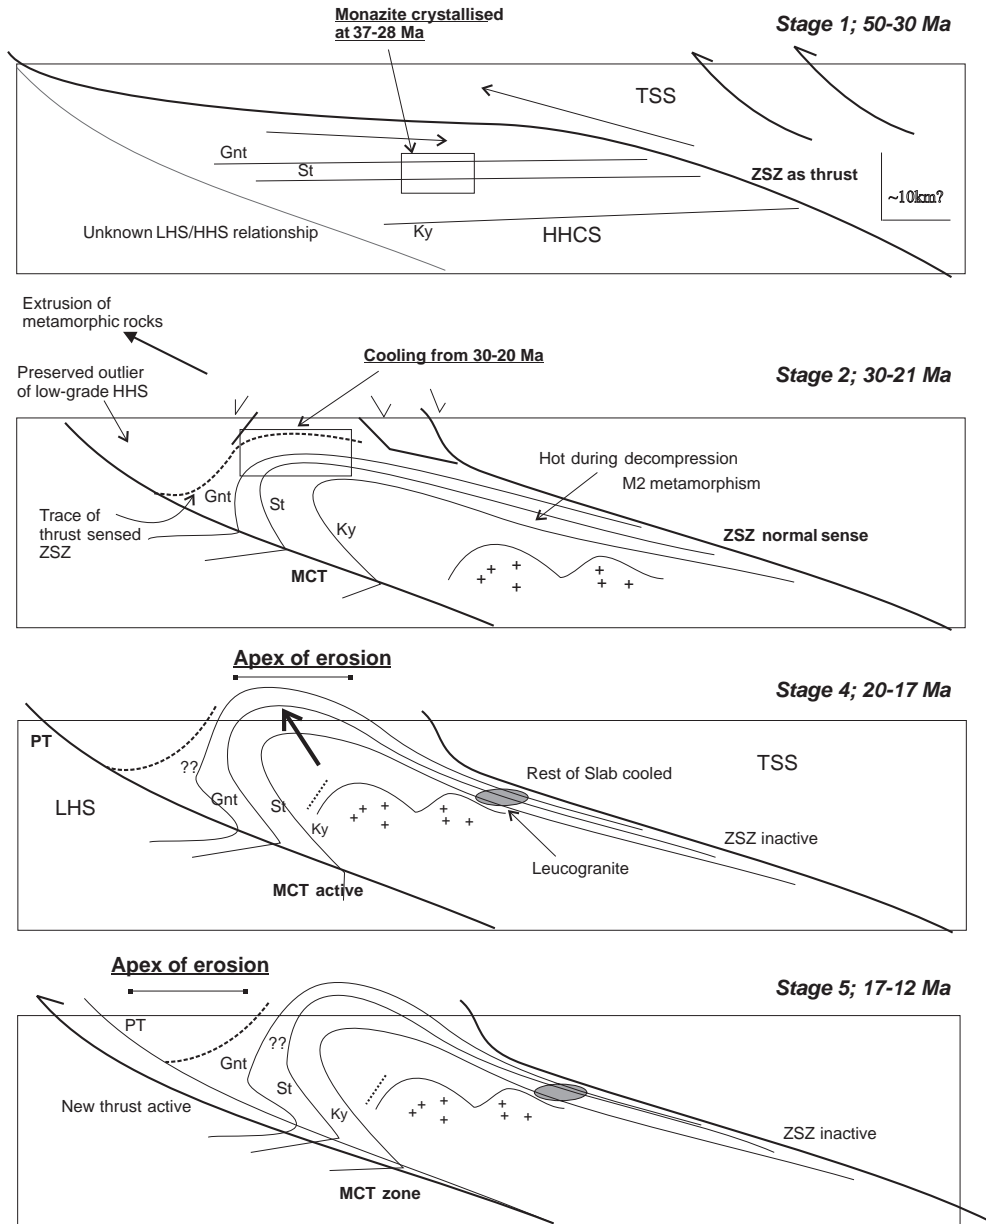 Monazite crystallised
at 37-28 Ma
Stage 1; 50-30 Ma
TSS
Gnt
St
ZSZ as thrust
~10km?
Unknown LHS/HHS relationship
Ky
HHCS
Extrusion of
metamorphic rocks
Cooling from 30-20 Ma
Stage 2; 30-21 Ma
Preserved outlier
of low-grade HHS
Hot during decompression
M2 metamorphism
Gnt
St
Ky
Trace of
thrust sensed
ZSZ
ZSZ normal sense
MCT
Apex of erosion
Stage 4; 20-17 Ma
PT
TSS
??
Rest of Slab cooled
LHS
Gnt
St
Ky
ZSZ inactive
Leucogranite
MCT active
Apex of erosion
Stage 5; 17-12 Ma
PT
??
Gnt
St
New thrust active
Ky
ZSZ inactive
MCT zone